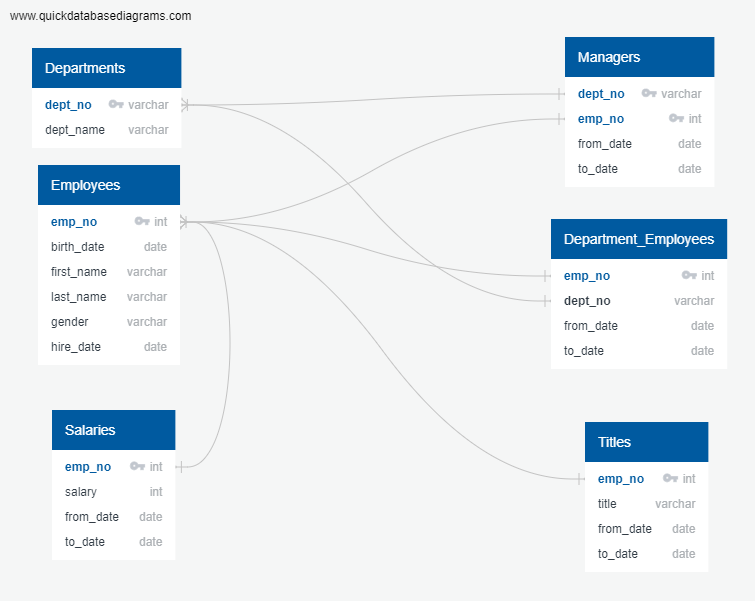 www.quickdatabasediagrams.com
Departments
dept_no varchar
dept_name varchar
Employees
emp_no int
birth_date date
first_name varchar
last_name varchar
gender varchar
hire_date date
Salaries
emp_no int
salary int
from_date date
to_date date
Managers
dept_no varchar
emp_no int
from_date date
to_date date
Department_Employees
emp_no int
dept_no varchar
from_date date
to_date date
Titles
emp_no int
title varchar
from_date date
to_date date